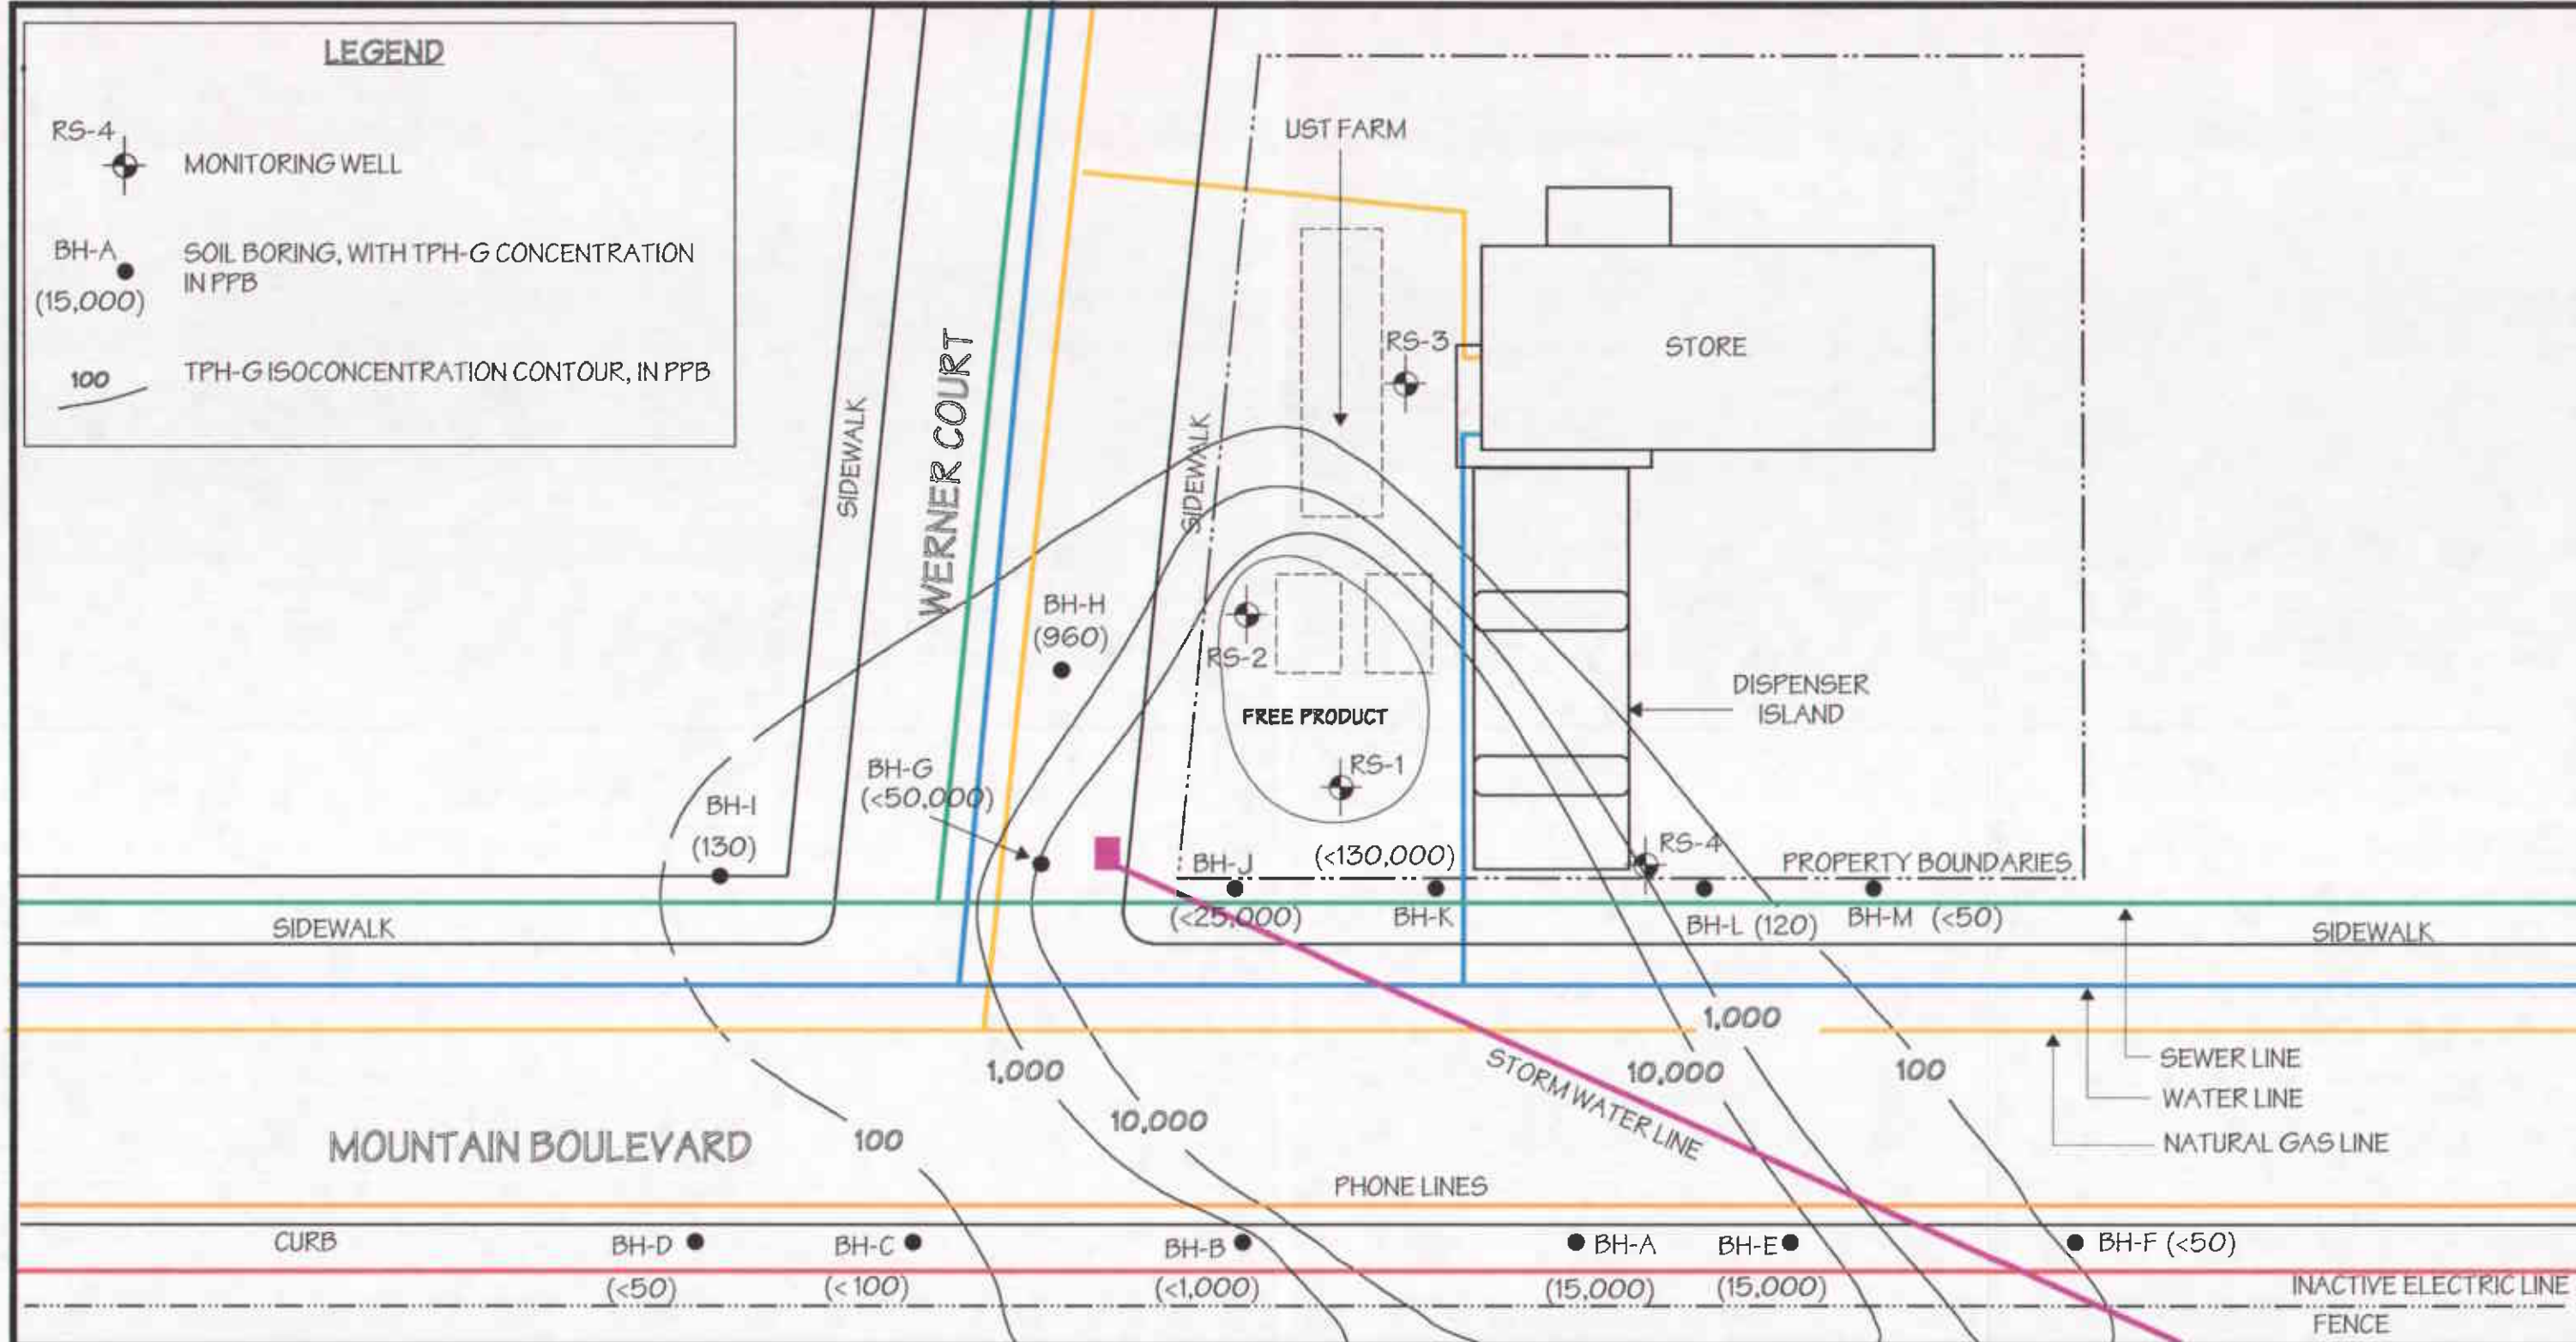 LEGEND
RS-4
MONITORING WELL
BH-A
SOIL BORING, WITH TPH-G CONCENTRATION
IN PPB
(15,000)
100
TPH-G ISOCONCENTRATION CONTOUR, IN PPB
SIDEWALK
WERNER COURT
SIDEWALK
UST FARM
RS-3
STORE
BH-H
(960)
RS-2
FREE PRODUCT
DISPENSER
ISLAND
RS-1
BH-G
(<50,000)
BH-I
(130)
BH-J
(<25,000)
(<130,000)
BH-K
RS-4
PROPERTY BOUNDARIES
BH-L (120)
BH-M (<50)
SIDEWALK
SIDEWALK
1,000
1,000
10,000
10,000
100
100
STORM WATER LINE
SEWER LINE
WATER LINE
NATURAL GAS LINE
MOUNTAIN BOULEVARD
PHONE LINES
CURB
BH-D
(<50)
BH-C
(<100)
BH-B
(<1,000)
BH-A
(15,000)
BH-E
(15,000)
BH-F (<50)
INACTIVE ELECTRIC LINE
FENCE